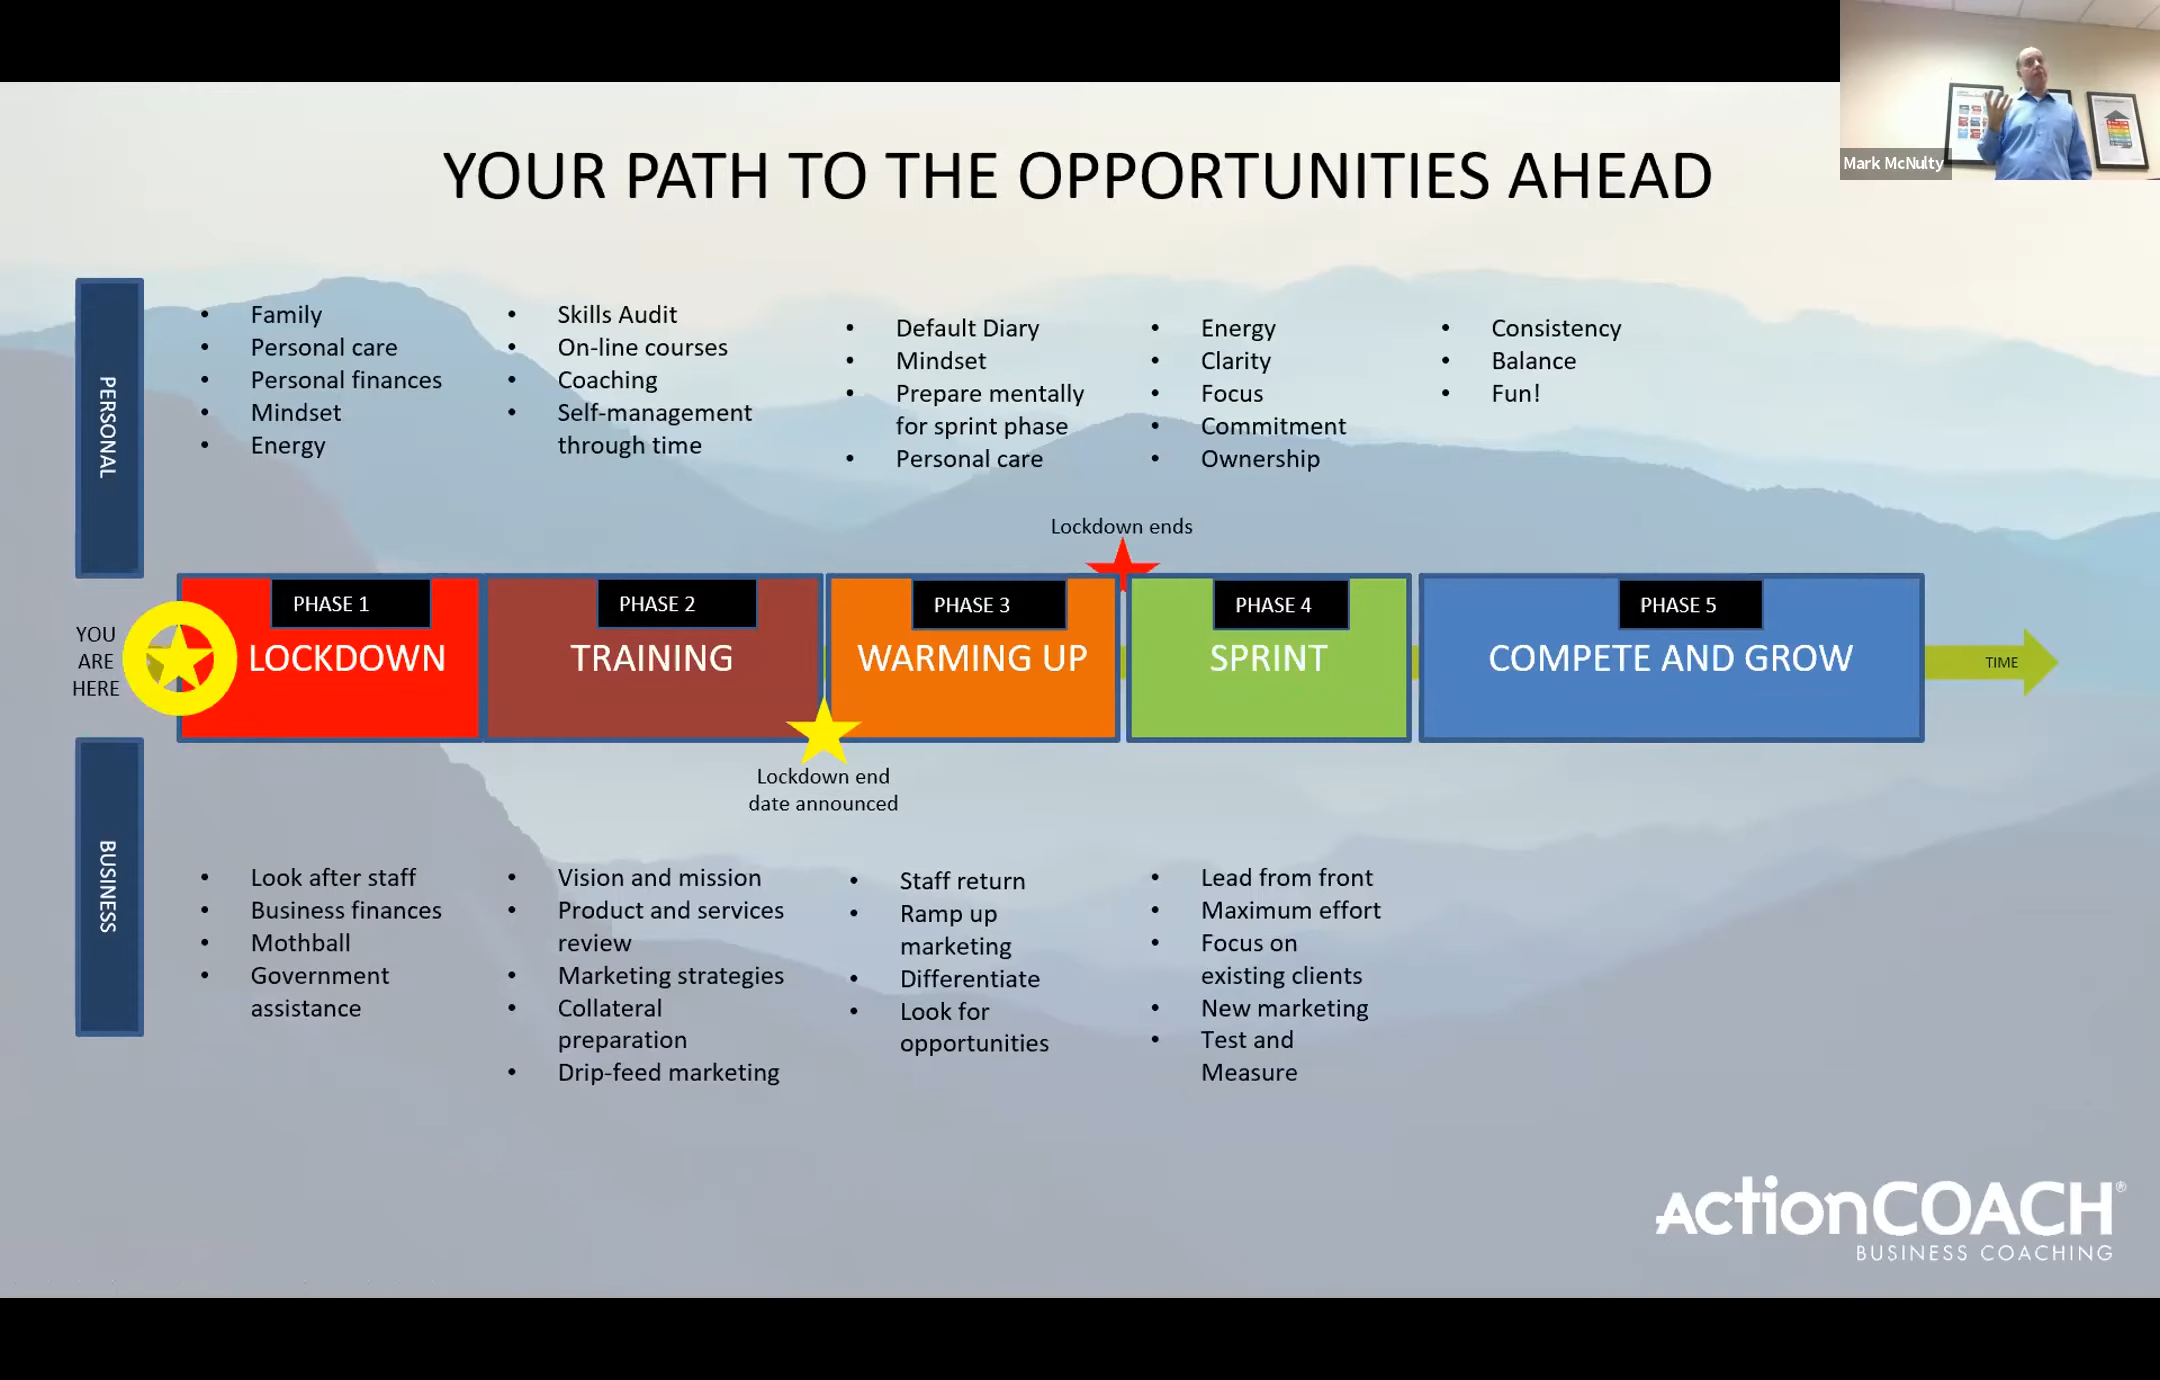 Mark McNulty
YOUR PATH TO THE OPPORTUNITIES AHEAD
PERSONAL
• Family
• Personal care
• Personal finances
• Mindset
• Energy
• Skills Audit
• On-line courses
• Coaching
• Self-management
through time
• Default Diary
• Mindset
• Prepare mentally
for sprint phase
• Personal care
• Energy
• Clarity
• Focus
• Commitment
• Ownership
• Consistency
• Balance
• Fun!
Lockdown ends
YOU
ARE
HERE
PHASE 1
LOCKDOWN
PHASE 2
TRAINING
PHASE 3
WARMING UP
PHASE 4
SPRINT
PHASE 5
COMPETE AND GROW
TIME
Lockdown end
date announced
BUSINESS
• Look after staff
• Business finances
• Mothball
• Government
assistance
• Vision and mission
• Product and services
review
• Marketing strategies
• Collateral
preparation
• Drip-feed marketing
• Staff return
• Ramp up
marketing
• Differentiate
• Look for
opportunities
• Lead from front
• Maximum effort
• Focus on
existing clients
• New marketing
• Test and
Measure
actionCOACH®
BUSINESS COACHING